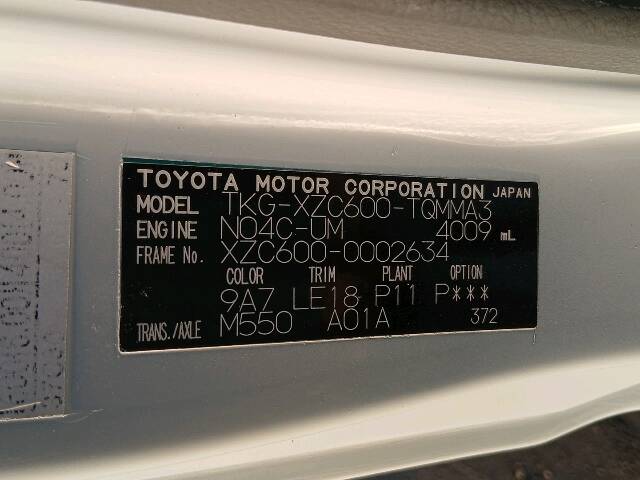 TOYOTA MOTOR CORPORATION JAPAN
MODEL TKG-XZC600-TQMMA3
ENGINE N04C-UM 4009 mL
FRAME No. XZC600-0002634
COLOR TRIM PLANT OPTION
9A7 LE18 P11 P***
TRANS./AXLE M550 A01A 372